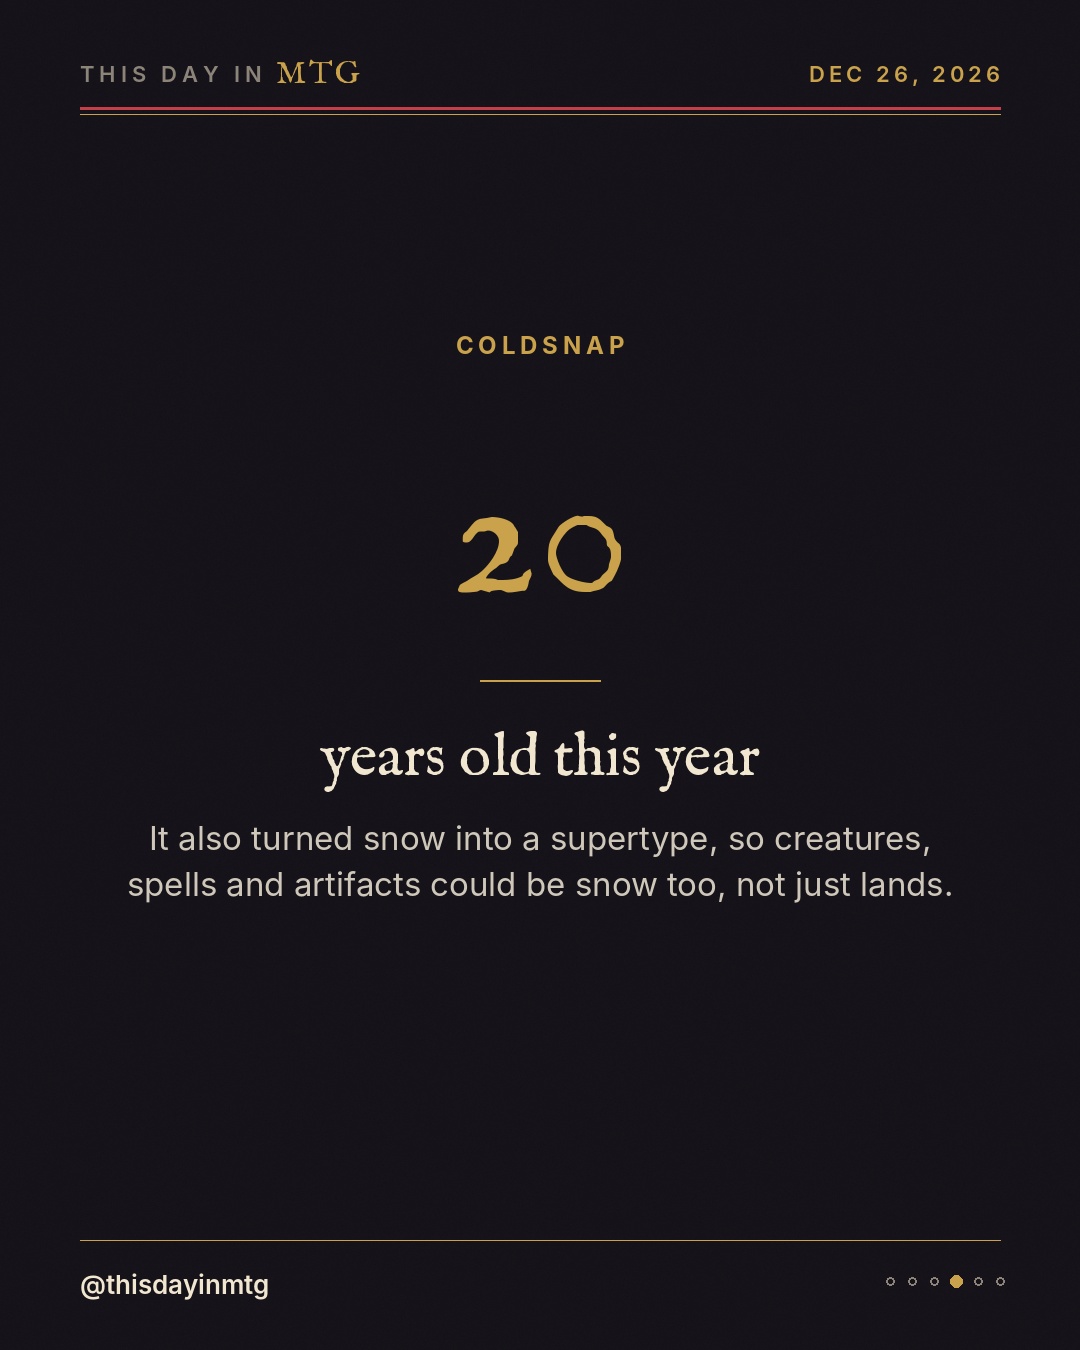 THIS DAY IN MTG
DEC 26, 2026
COLDSNAP
20
years old this year
It also turned snow into a supertype, so creatures,
spells and artifacts could be snow too, not just lands.
@thisdayinmtg